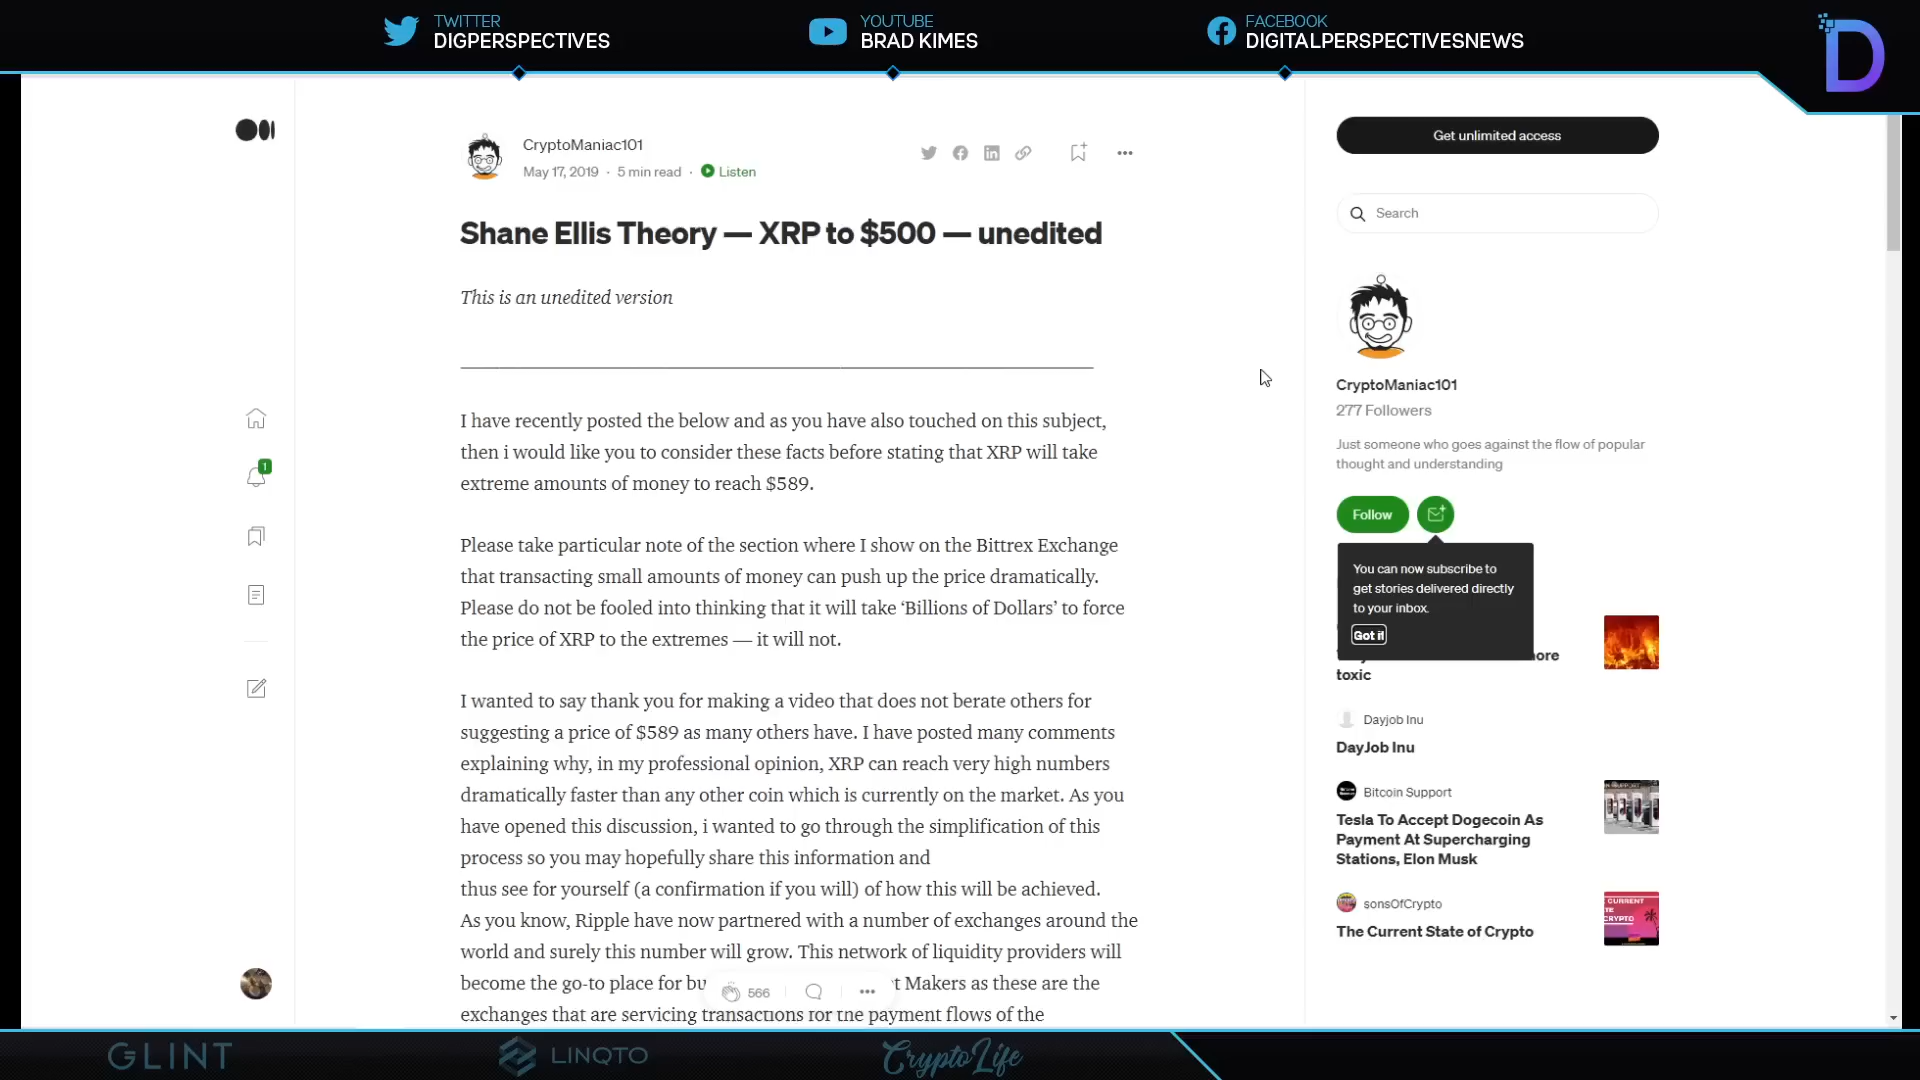 TWITTER
DIGPERSPECTIVES
YOUTUBE
BRAD KIMES
FACEBOOK
DIGITALPERSPECTIVESNEWS
D
CryptoManiac101
May 17, 2019 · 5 min read · Listen
Shane Ellis Theory — XRP to $500 — unedited
This is an unedited version
I have recently posted the below and as you have also touched on this subject,
then i would like you to consider these facts before stating that XRP will take
extreme amounts of money to reach $589.
Please take particular note of the section where I show on the Bittrex Exchange
that transacting small amounts of money can push up the price dramatically.
Please do not be fooled into thinking that it will take ‘Billions of Dollars’ to force
the price of XRP to the extremes — it will not.
I wanted to say thank you for making a video that does not berate others for
suggesting a price of $589 as many others have. I have posted many comments
explaining why, in my professional opinion, XRP can reach very high numbers
dramatically faster than any other coin which is currently on the market. As you
have opened this discussion, i wanted to go through the simplification of this
process so you may hopefully share this information and
thus see for yourself (a confirmation if you will) of how this will be achieved.
As you know, Ripple have now partnered with a number of exchanges around the
world and surely this number will grow. This network of liquidity providers will
become the go-to place for bu t Makers as these are the
exchanges that are servicing transactions for the payment flows of the
566
1
Get unlimited access
Search
CryptoManiac101
277 Followers
Just someone who goes against the flow of popular
thought and understanding
Follow
You can now subscribe to
get stories delivered directly
to your inbox.
Got it
ore
toxic
Dayjob Inu
DayJob Inu
Bitcoin Support
Tesla To Accept Dogecoin As
Payment At Supercharging
Stations, Elon Musk
sonsOfCrypto
The Current State of Crypto
CURRENT
TE
CRYPTO
GLINT
LINQTO
CryptoLife